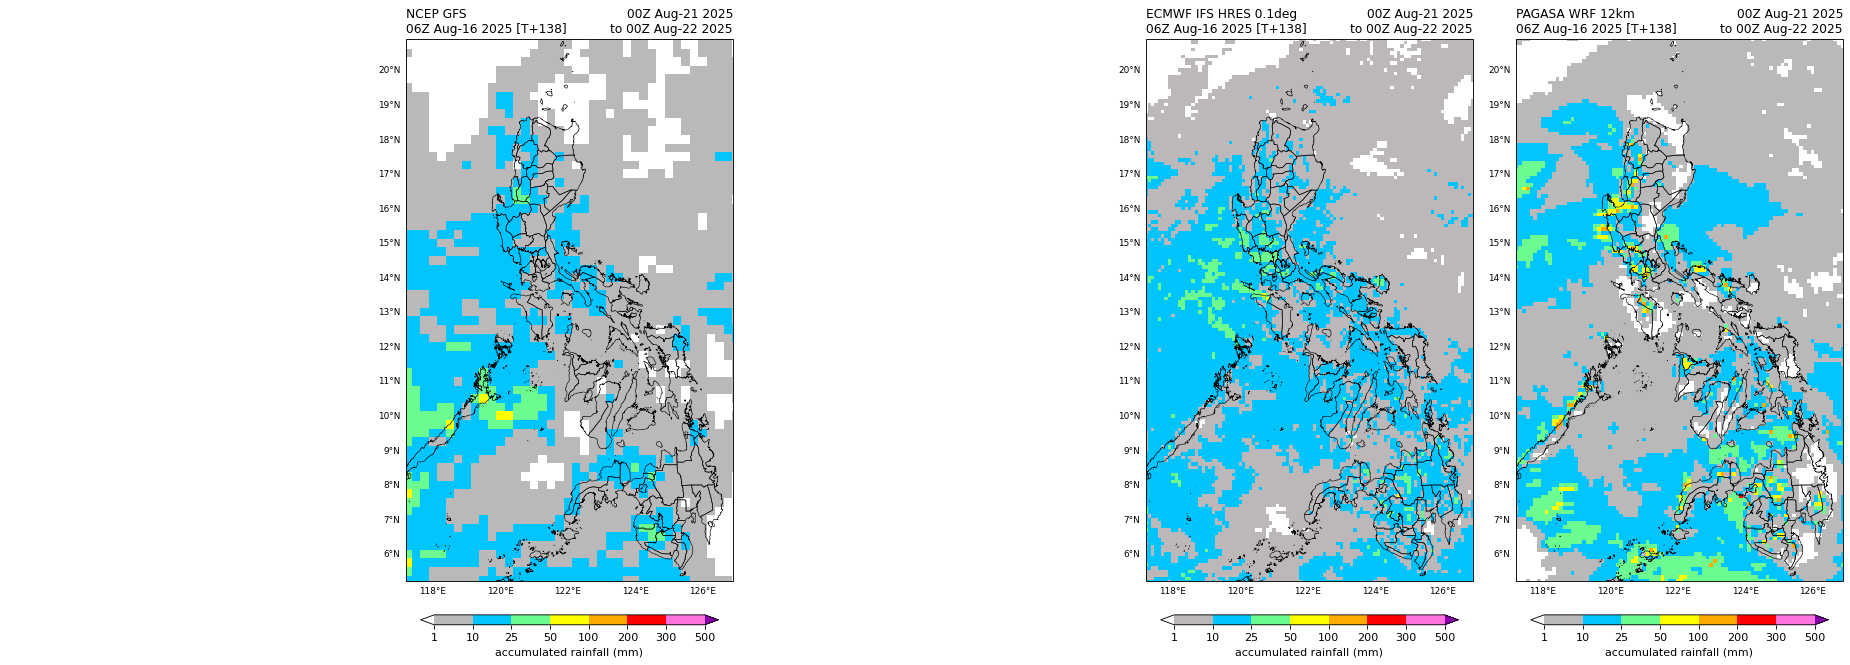 NCEP GFS 00Z Aug-21 2025
06Z Aug-16 2025 [T+138] to 00Z Aug-22 2025
20°N
19°N
18°N
17°N
16°N
15°N
14°N
13°N
12°N
11°N
10°N
9°N
8°N
7°N
6°N
118°E 120°E 122°E 124°E 126°E
1 10 25 50 100 200 300 500
accumulated rainfall (mm)
ECMWF IFS HRES 0.1deg 00Z Aug-21 2025
06Z Aug-16 2025 [T+138] to 00Z Aug-22 2025
20°N
19°N
18°N
17°N
16°N
15°N
14°N
13°N
12°N
11°N
10°N
9°N
8°N
7°N
6°N
118°E 120°E 122°E 124°E 126°E
1 10 25 50 100 200 300 500
accumulated rainfall (mm)
PAGASA WRF 12km 00Z Aug-21 2025
06Z Aug-16 2025 [T+138] to 00Z Aug-22 2025
20°N
19°N
18°N
17°N
16°N
15°N
14°N
13°N
12°N
11°N
10°N
9°N
8°N
7°N
6°N
118°E 120°E 122°E 124°E 126°E
1 10 25 50 100 200 300 500
accumulated rainfall (mm)